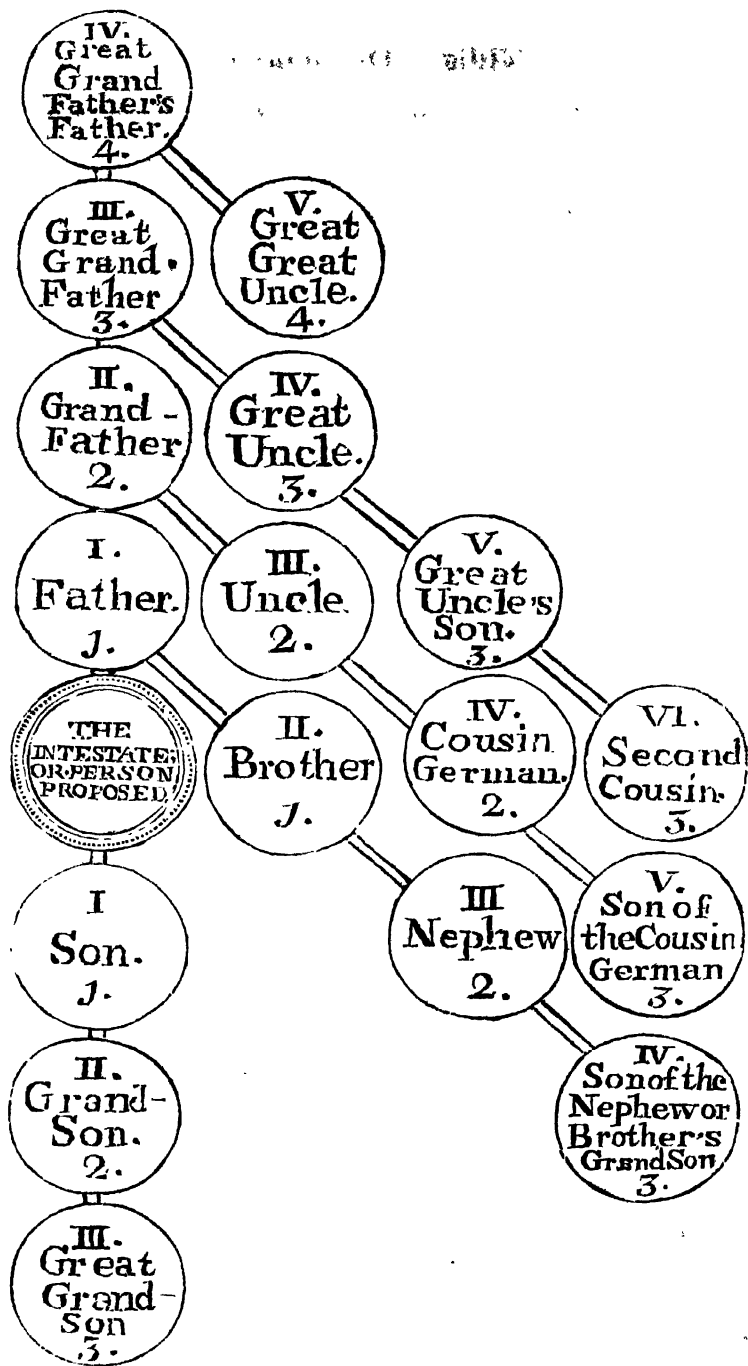 IV.
Great
Grand
Father's
Father.
4.
III.
Great
Grand.
Father
3.
V.
Great
Great
Uncle.
4.
II.
Grand-
Father
2.
IV.
Great
Uncle.
3.
I.
Father.
1.
III.
Uncle.
2.
V.
Great
Uncle's
Son.
3.
THE
INTESTATE;
OR PERSON
PROPOSED.
II.
Brother
1.
IV.
Cousin
German.
2.
VI.
Second
Cousin.
3.
I
Son.
1.
III
Nephew
2.
V.
Son of
the Cousin
German
3.
II.
Grand-
Son.
2.
IV.
Son of the
Nephew or
Brother's
Grand Son
3.
III.
Great
Grand-
Son
3.